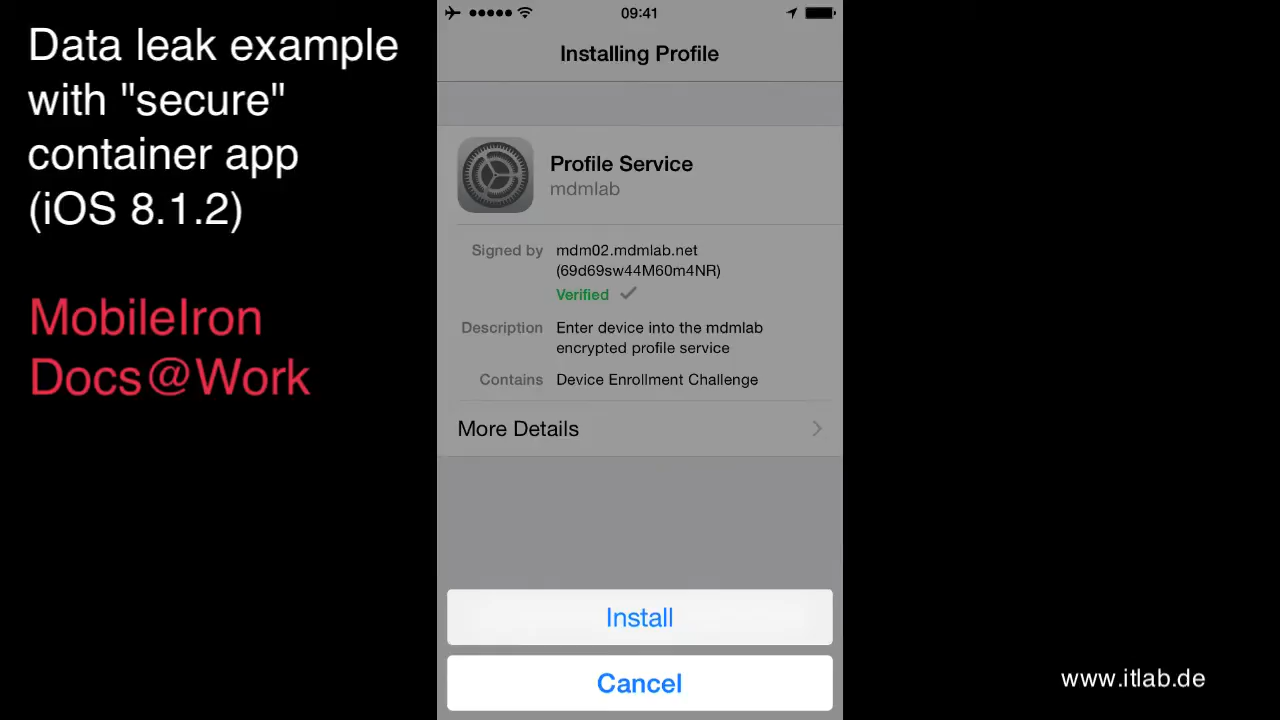 Data leak example
with "secure"
container app
(iOS 8.1.2)
MobileIron
Docs@Work
09:41
Installing Profile
Profile Service
mdmlab
Signed by mdm02.mdmlab.net
(69d69sw44M60m4NR)
Verified
Description Enter device into the mdmlab
encrypted profile service
Contains Device Enrollment Challenge
More Details
Install
Cancel
www.itlab.de